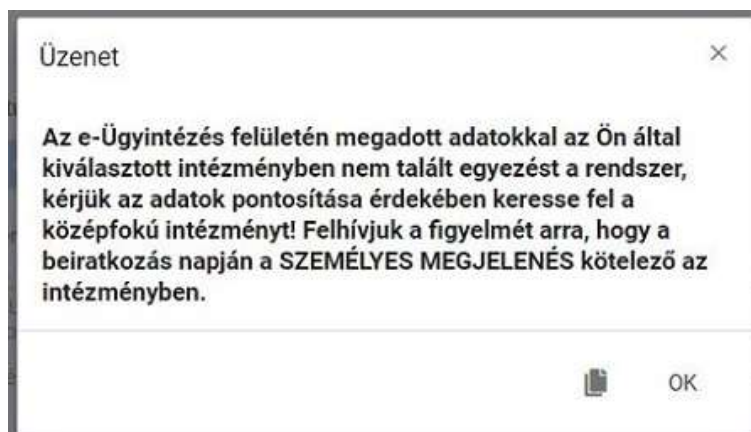 Üzenet
Az e-Ügyintézés felületén megadott adatokkal az Ön által
kiválasztott intézményben nem talált egyezést a rendszer,
kérjük az adatok pontosítása érdekében keresse fel a
középfokú intézményt! Felhívjuk a figyelmét arra, hogy a
beiratkozás napján a SZEMÉLYES MEGJELENÉS kötelező az
intézményben.
OK